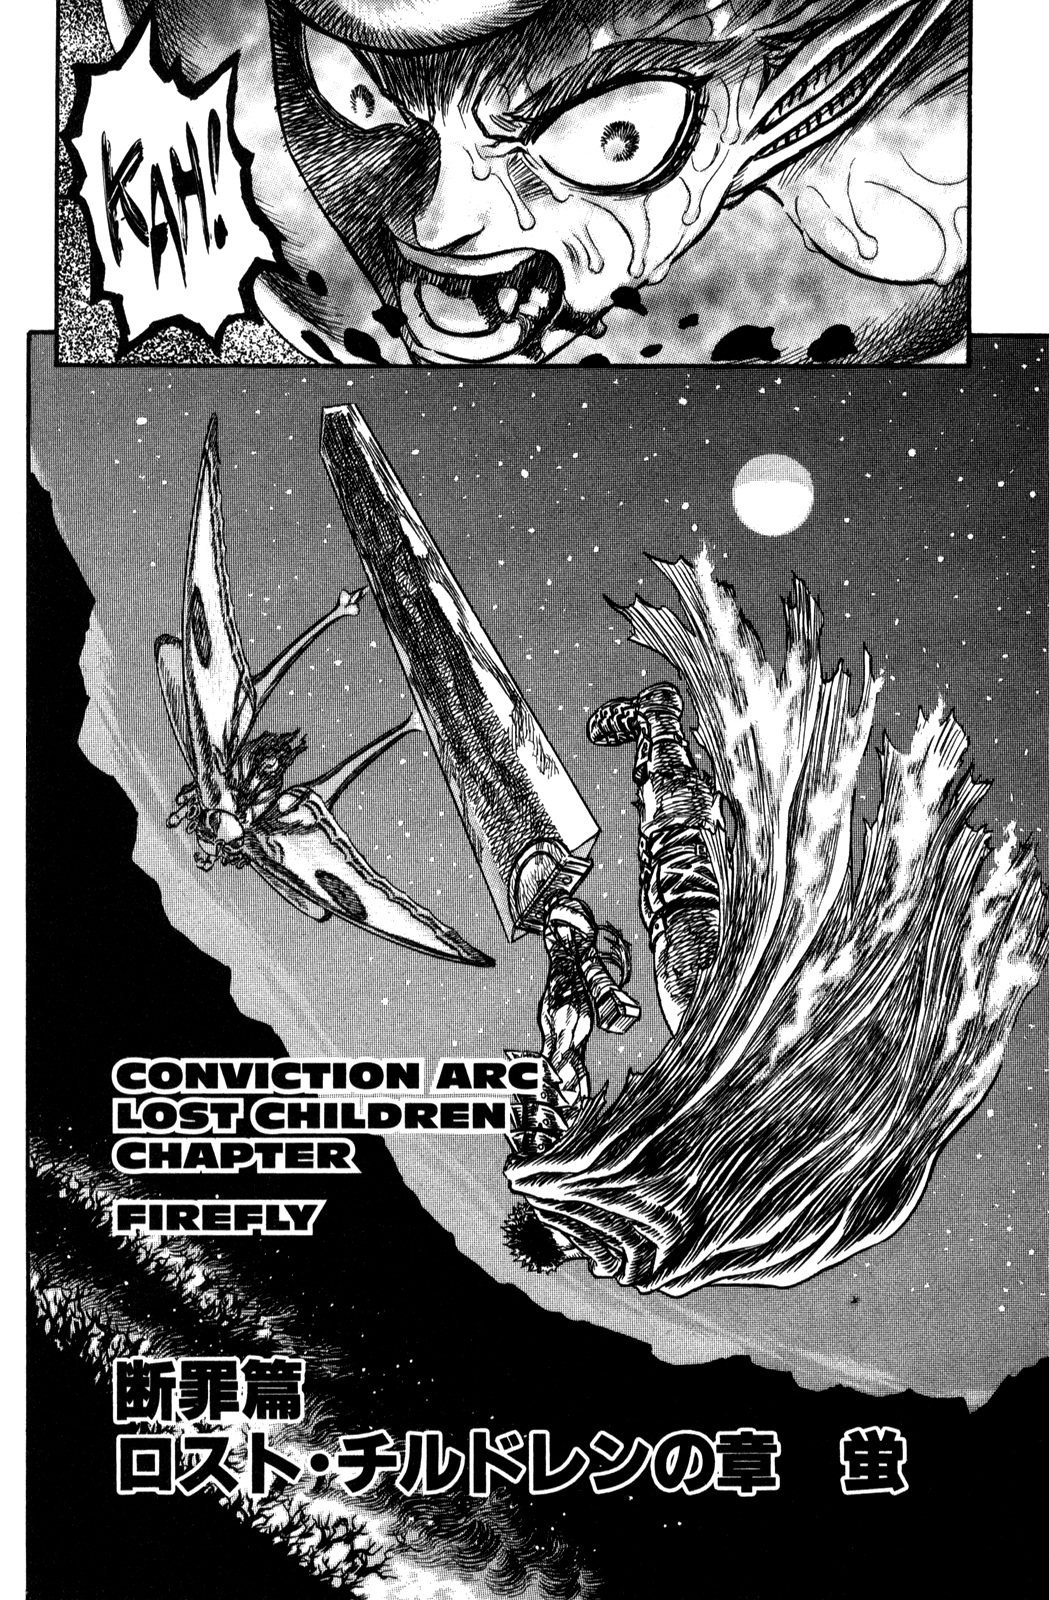 KAH!
CONVICTION ARC
LOST CHILDREN
CHAPTER
FIREFLY
断罪篇
ロスト・チルドレンの章　蛍